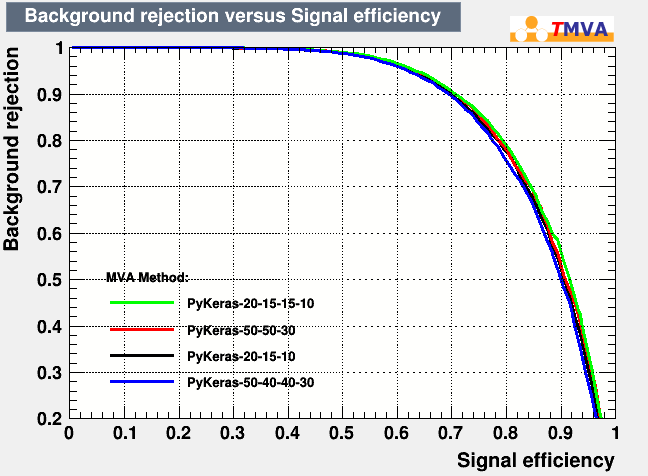 Background rejection versus Signal efficiency
TMVA
Background rejection
1
0.9
0.8
0.7
0.6
0.5
0.4
0.3
0.2
MVA Method:
PyKeras-20-15-15-10
PyKeras-50-50-30
PyKeras-20-15-10
PyKeras-50-40-40-30
0 0.1 0.2 0.3 0.4 0.5 0.6 0.7 0.8 0.9 1
Signal efficiency